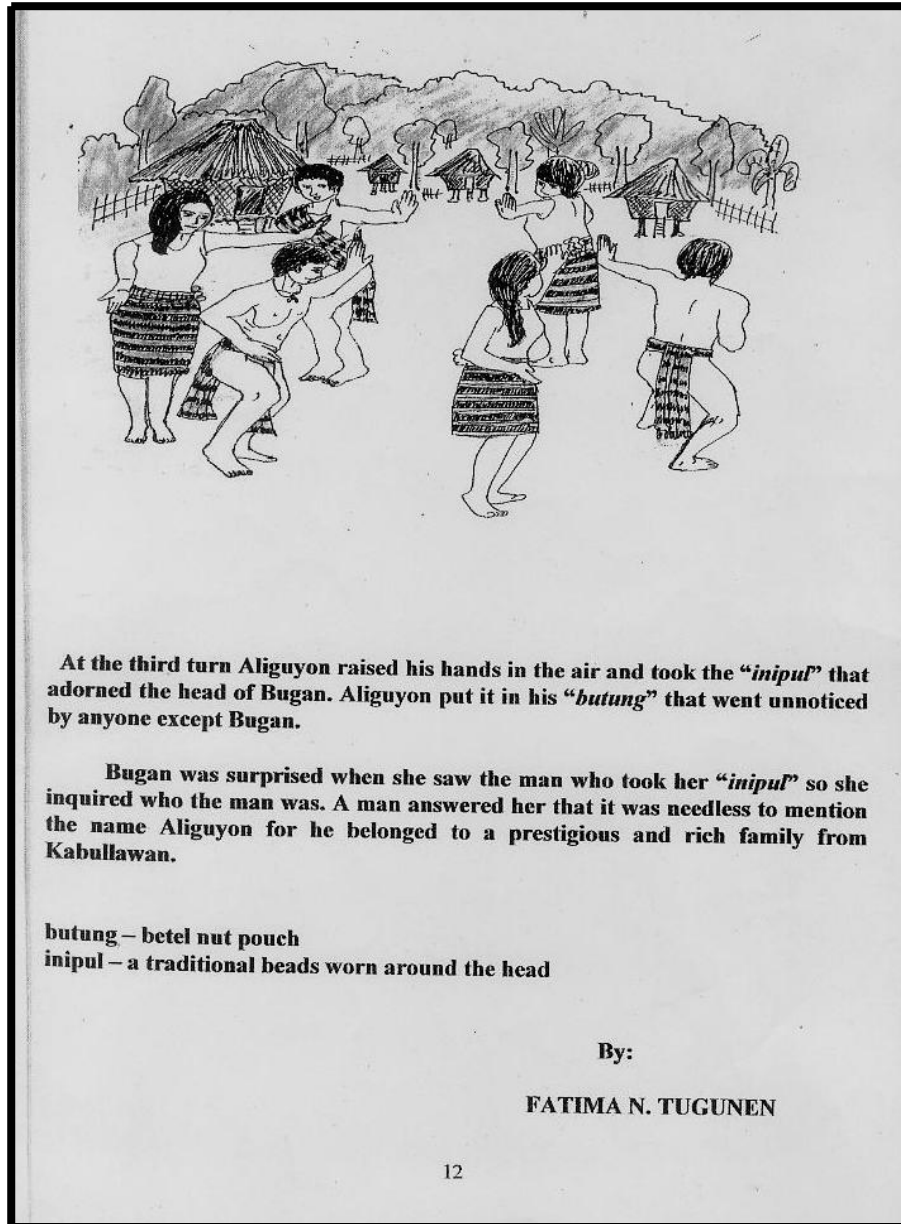 At the third turn Aliguyon raised his hands in the air and took the “inipul” that
adorned the head of Bugan. Aliguyon put it in his “butung” that went unnoticed
by anyone except Bugan.
Bugan was surprised when she saw the man who took her “inipul” so she
inquired who the man was. A man answered her that it was needless to mention
the name Aliguyon for he belonged to a prestigious and rich family from
Kabullawan.
butung – betel nut pouch
inipul – a traditional beads worn around the head
By:
FATIMA N. TUGUNEN
12